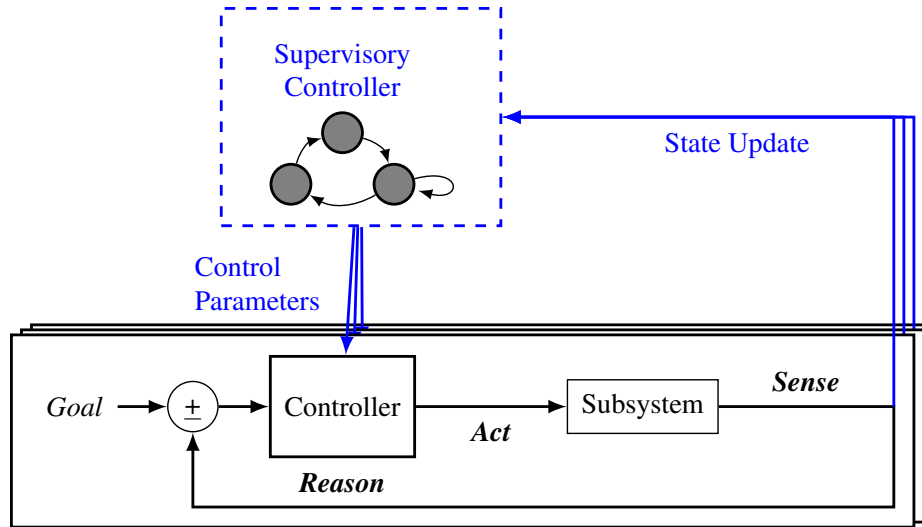 Supervisory
Controller
State Update
Control
Parameters
Goal
±
Controller
Act
Subsystem
Sense
Reason